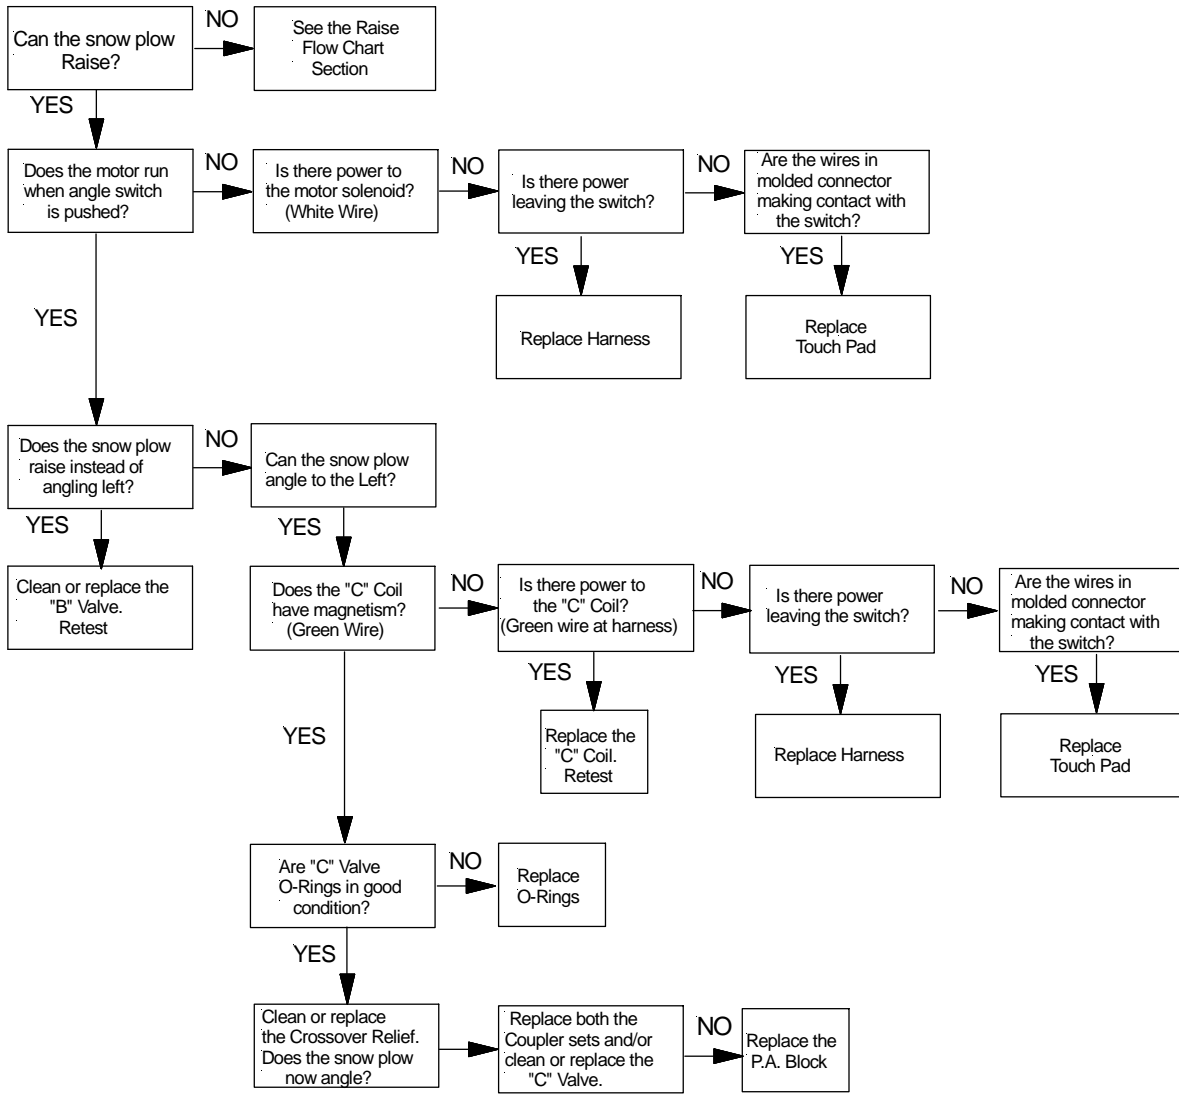 Can the snow plow
Raise?
NO
See the Raise
Flow Chart
Section
YES
Does the motor run
when angle switch
is pushed?
NO
Is there power to
the motor solenoid?
(White Wire)
NO
Is there power
leaving the switch?
NO
Are the wires in
molded connector
making contact with
the switch?
YES
YES
YES
Replace Harness
Replace
Touch Pad
Does the snow plow
raise instead of
angling left?
NO
Can the snow plow
angle to the Left?
YES
YES
Clean or replace the
"B" Valve.
Retest
Does the "C" Coil
have magnetism?
(Green Wire)
NO
Is there power to
the "C" Coil?
(Green wire at harness)
NO
Is there power
leaving the switch?
NO
Are the wires in
molded connector
making contact with
the switch?
YES
YES
YES
YES
Replace the
"C" Coil.
Retest
Replace Harness
Replace
Touch Pad
Are "C" Valve
O-Rings in good
condition?
NO
Replace
O-Rings
YES
Clean or replace
the Crossover Relief.
Does the snow plow
now angle?
Replace both the
Coupler sets and/or
clean or replace the
"C" Valve.
NO
Replace the
P.A. Block